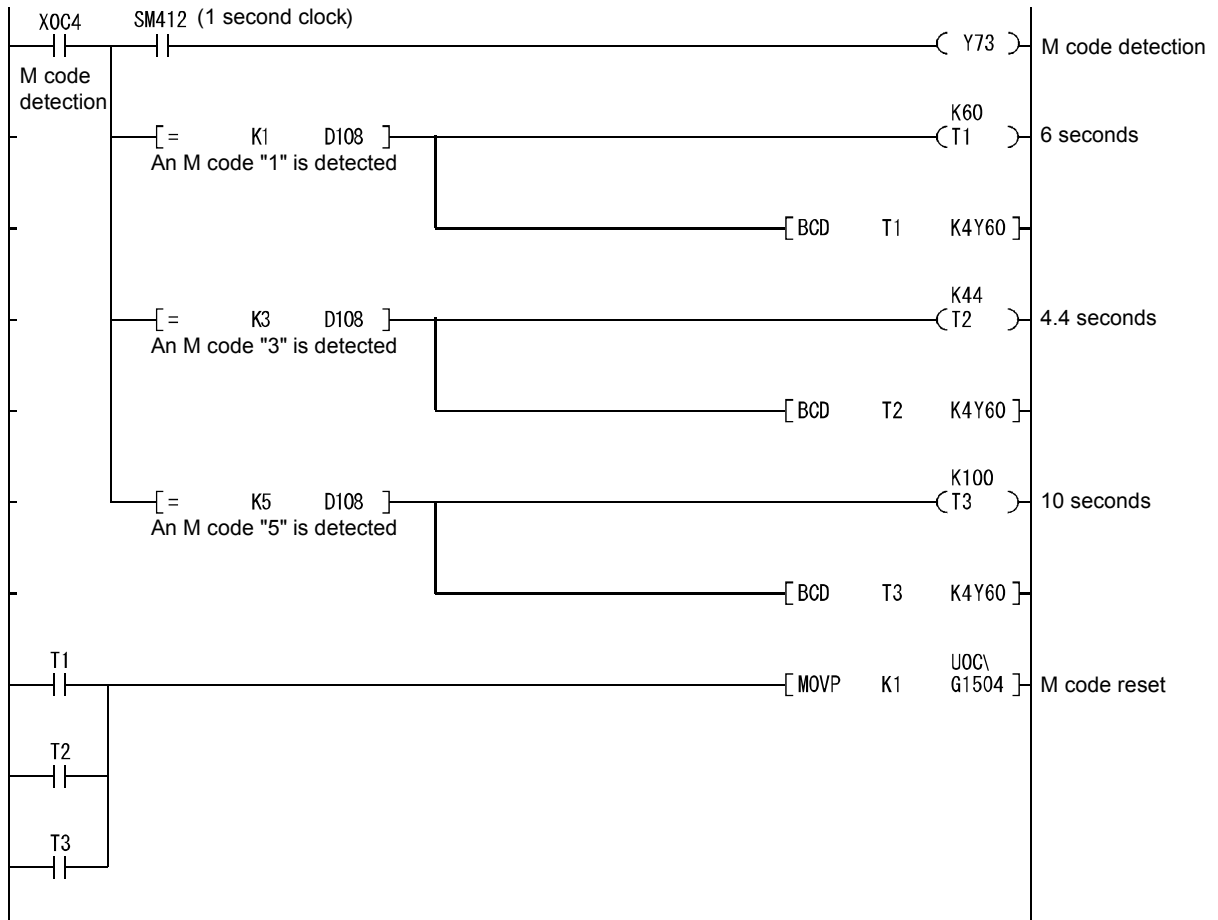 X0C4 SM412 (1 second clock)
Y73 M code detection
M code
detection
K60
= K1 D108 T1 6 seconds
An M code "1" is detected
BCD T1 K4Y60
K44
= K3 D108 T2 4.4 seconds
An M code "3" is detected
BCD T2 K4Y60
K100
= K5 D108 T3 10 seconds
An M code "5" is detected
BCD T3 K4Y60
T1 U0C\
MOVP K1 G1504 M code reset
T2
T3